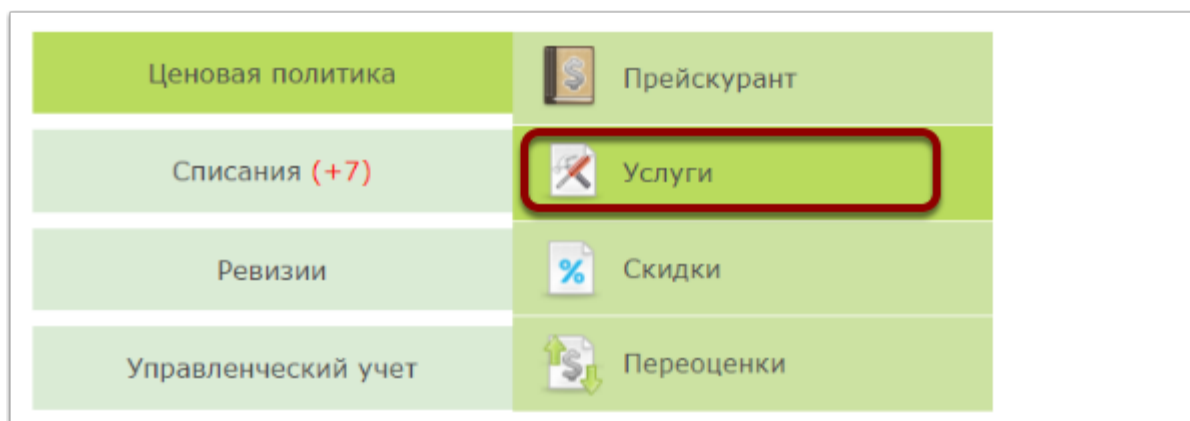 Ценовая политика
Списания (+7)
Ревизии
Управленческий учет
Прейскурант
Услуги
Скидки
Переоценки